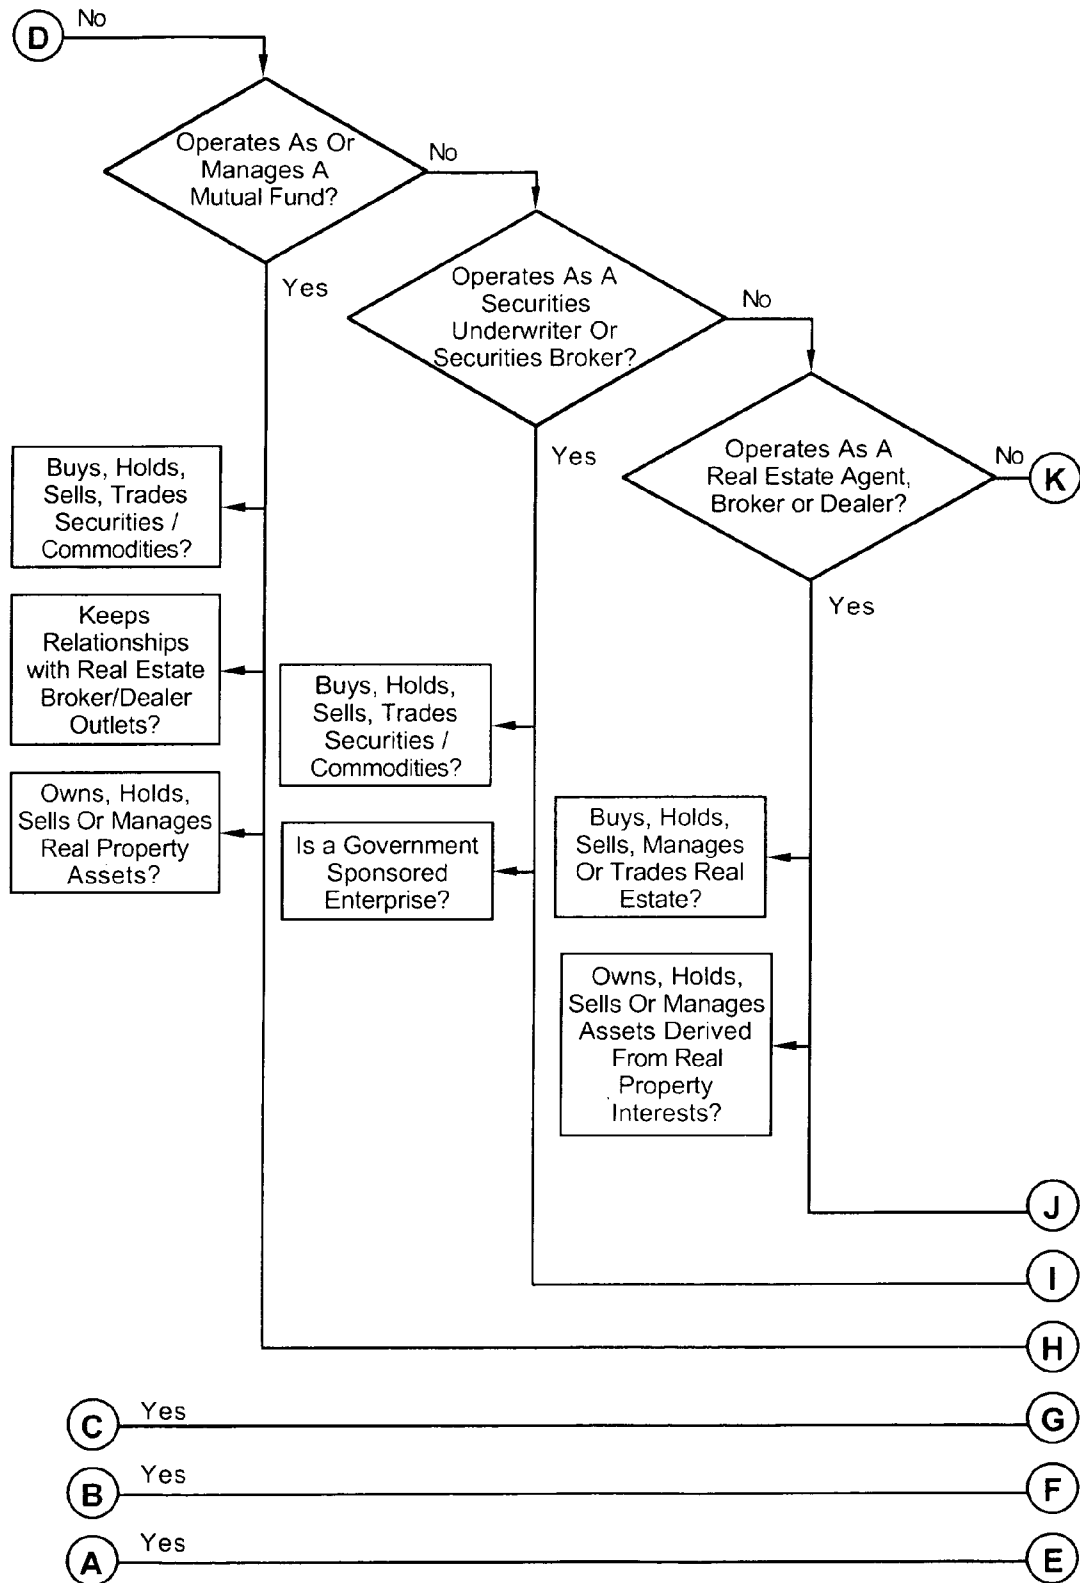 D
No
Operates As Or
Manages A
Mutual Fund?
No
Yes
Operates As A
Securities
Underwriter Or
Securities Broker?
No
Yes
Operates As A
Real Estate Agent,
Broker or Dealer?
No
K
Yes
Buys, Holds,
Sells, Trades
Securities /
Commodities?
Keeps
Relationships
with Real Estate
Broker/Dealer
Outlets?
Owns, Holds,
Sells Or Manages
Real Property
Assets?
Buys, Holds,
Sells, Trades
Securities /
Commodities?
Is a Government
Sponsored
Enterprise?
Buys, Holds,
Sells, Manages
Or Trades Real
Estate?
Owns, Holds,
Sells Or Manages
Assets Derived
From Real
Property
Interests?
J
I
H
C
Yes
G
B
Yes
F
A
Yes
E